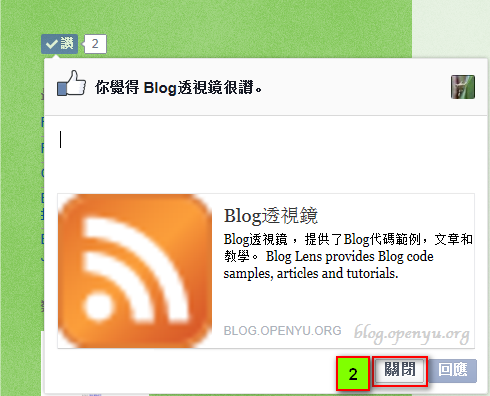 讚 2
你覺得 Blog透視鏡很讚。
Blog透視鏡
Blog透視鏡, 提供了Blog代碼範例, 文章和
教學。 Blog Lens provides Blog code
samples, articles and tutorials.
BLOG.OPENYU.ORG blog.openyu.org
2 關閉 回應